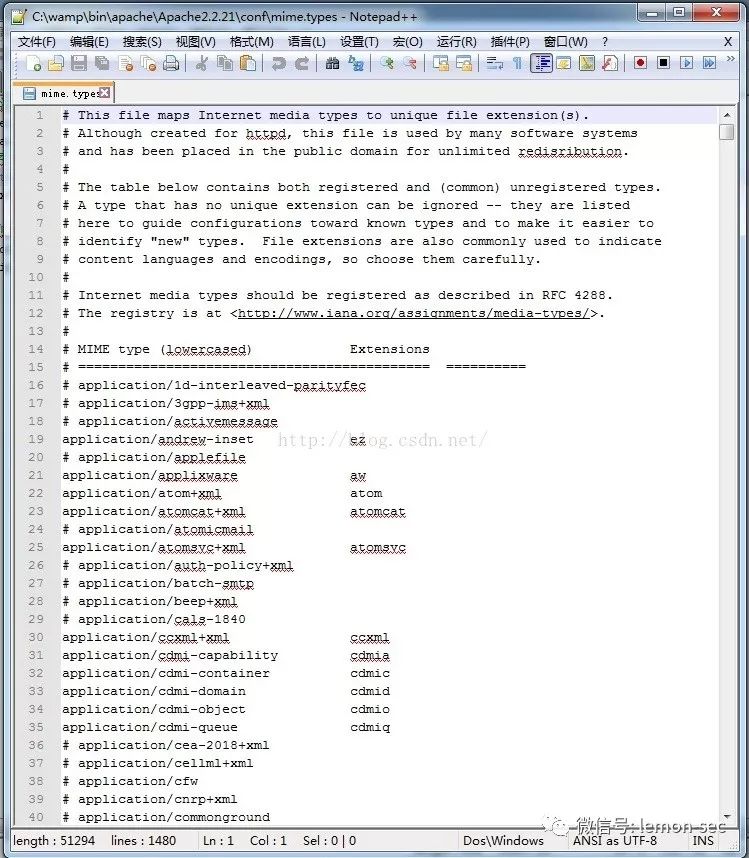 C:\wamp\bin\apache\Apache2.2.21\conf\mime.types - Notepad++
文件(F) 编辑(E) 搜索(S) 视图(V) 格式(M) 语言(L) 设置(T) 宏(O) 运行(R) 插件(P) 窗口(W) ? X
mime.types
1 # This file maps Internet media types to unique file extension(s).
2 # Although created for httpd, this file is used by many software systems
3 # and has been placed in the public domain for unlimited redisribution.
4 #
5 # The table below contains both registered and (common) unregistered types.
6 # A type that has no unique extension can be ignored -- they are listed
7 # here to guide configurations toward known types and to make it easier to
8 # identify "new" types.  File extensions are also commonly used to indicate
9 # content languages and encodings, so choose them carefully.
10 #
11 # Internet media types should be registered as described in RFC 4288.
12 # The registry is at <http://www.iana.org/assignments/media-types/>.
13 #
14 # MIME type (lowercased) Extensions
15 # ============================================ ==========
16 # application/1d-interleaved-parityfec
17 # application/3gpp-ims+xml
18 # application/activemessage
19 application/andrew-inset ez
http://blog.csdn.net/
20 # application/applefile
21 application/applixware aw
22 application/atom+xml atom
23 application/atomcat+xml atomcat
24 # application/atomicmail
25 application/atomsvc+xml atomsvc
26 # application/auth-policy+xml
27 # application/batch-smtp
28 # application/beep+xml
29 # application/cals-1840
30 application/ccxml+xml ccxml
31 application/cdmi-capability cdmia
32 application/cdmi-container cdmic
33 application/cdmi-domain cdmid
34 application/cdmi-object cdmio
35 application/cdmi-queue cdmiq
36 # application/cea-2018+xml
37 # application/cellml+xml
38 # application/cfw
39 # application/cnrp+xml
40 # application/commonground
微信号: lemon-sec
length : 51294 lines : 1480 Ln : 1 Col : 1 Sel : 0 | 0 Dos\Windows ANSI as UTF-8 INS